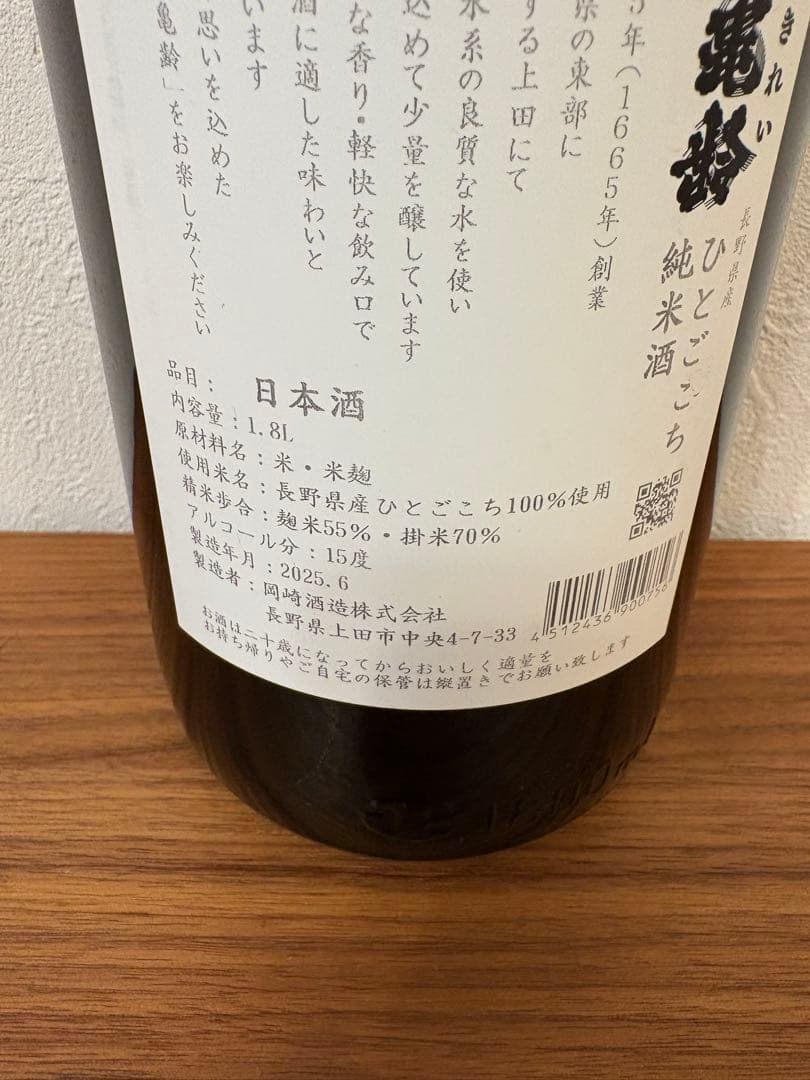 亀齢
きれい
長野県産
ひとごこち
純米酒
5年(1665年)創業
県の東部に
する上田にて
水系の良質な水を使い
込めて少量を醸しています
な香り・軽快な飲み口で
酒に適した味わいと
います
思いを込めた
亀齢」をお楽しみください
品目: 日本酒
内容量:1.8L
原材料名:米・米麹
使用米名:長野県産ひとごこち100%使用
精米歩合:麹米55%・掛米70%
アルコール分:15度
製造年月:2025.6
製造者:岡崎酒造株式会社
長野県上田市中央4-7-33
4512436900756
お酒は二十歳になってからおいしく適量を
お持ち帰りやご自宅の保管は縦置きでお願い致します